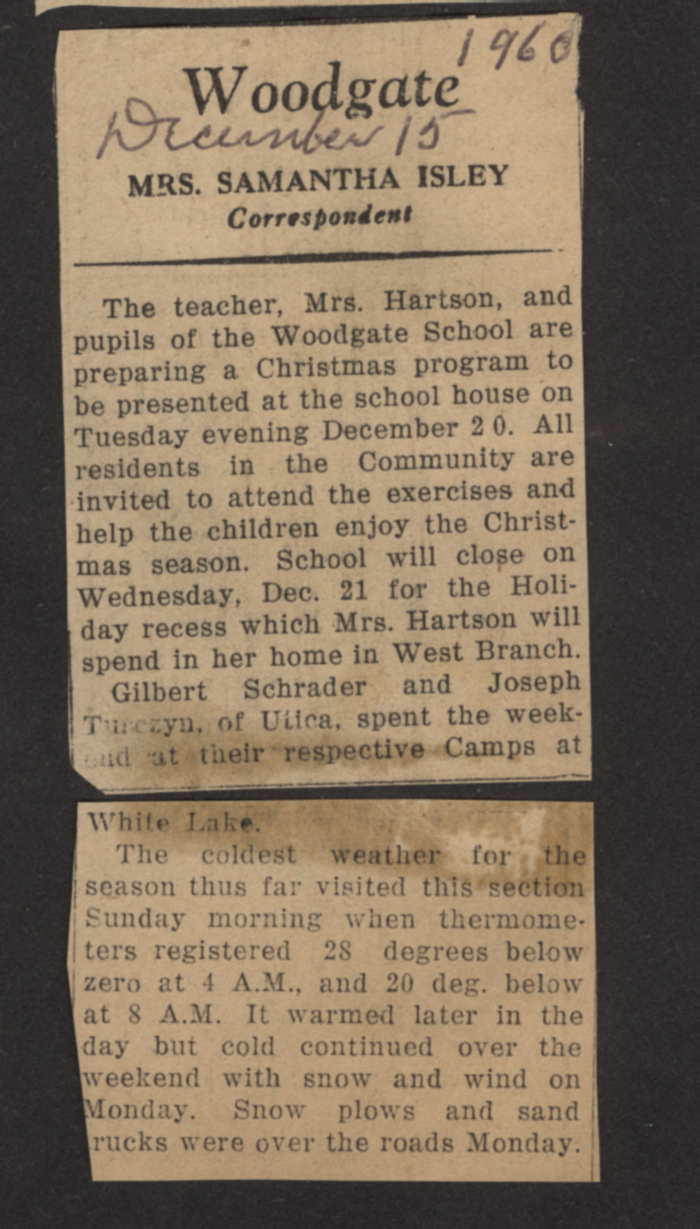 1960
Woodgate
December 15
MRS. SAMANTHA ISLEY
Correspondent
The teacher, Mrs. Hartson, and
pupils of the Woodgate School are
preparing a Christmas program to
be presented at the school house on
Tuesday evening December 20. All
residents in the Community are
invited to attend the exercises and
help the children enjoy the Christ-
mas season. School will close on
Wednesday, Dec. 21 for the Holi-
day recess which Mrs. Hartson will
spend in her home in West Branch.
Gilbert Schrader and Joseph
Turczyn, of Utica, spent the week-
end at their respective Camps at
White Lake.
The coldest weather for the
season thus far visited this section
Sunday morning when thermome-
ters registered 28 degrees below
zero at 4 A.M., and 20 deg. below
at 8 A.M. It warmed later in the
day but cold continued over the
weekend with snow and wind on
Monday. Snow plows and sand
rucks were over the roads Monday.